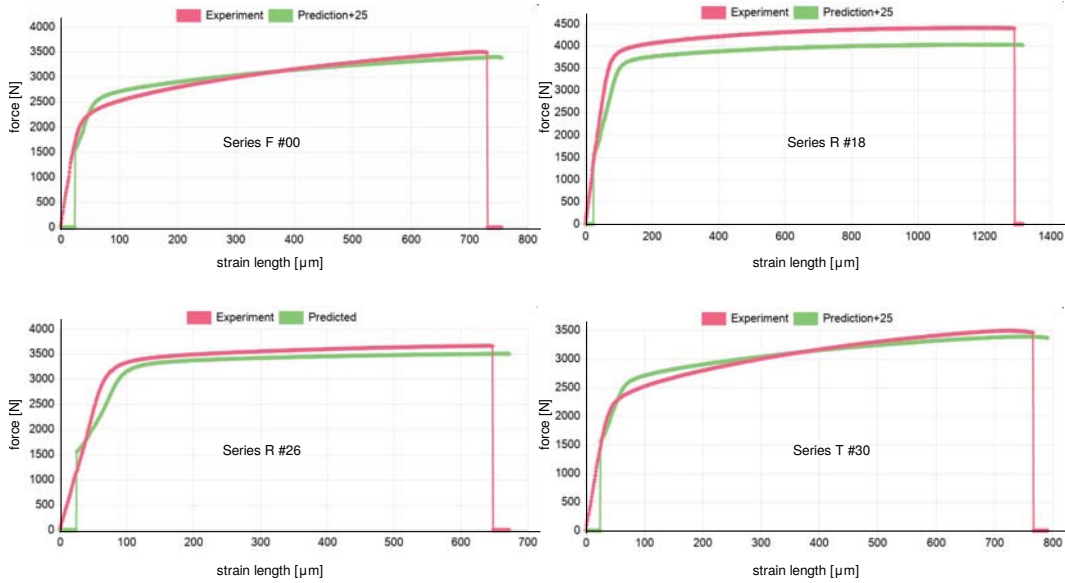 Experiment Prediction+25
4000
3500
3000
2500
2000
1500
1000
500
0
force [N]
Series F #00
0 100 200 300 400 500 600 700 800
strain length [µm]
Experiment Prediction+25
4500
4000
3500
3000
2500
2000
1500
1000
500
0
force [N]
Series R #18
0 200 400 600 800 1000 1200 1400
strain length [µm]
Experiment Predicted
4000
3500
3000
2500
2000
1500
1000
500
0
force [N]
Series R #26
0 100 200 300 400 500 600 700
strain length [µm]
Experiment Prediction+25
3500
3000
2500
2000
1500
1000
500
0
force [N]
Series T #30
0 100 200 300 400 500 600 700 800
strain length [µm]